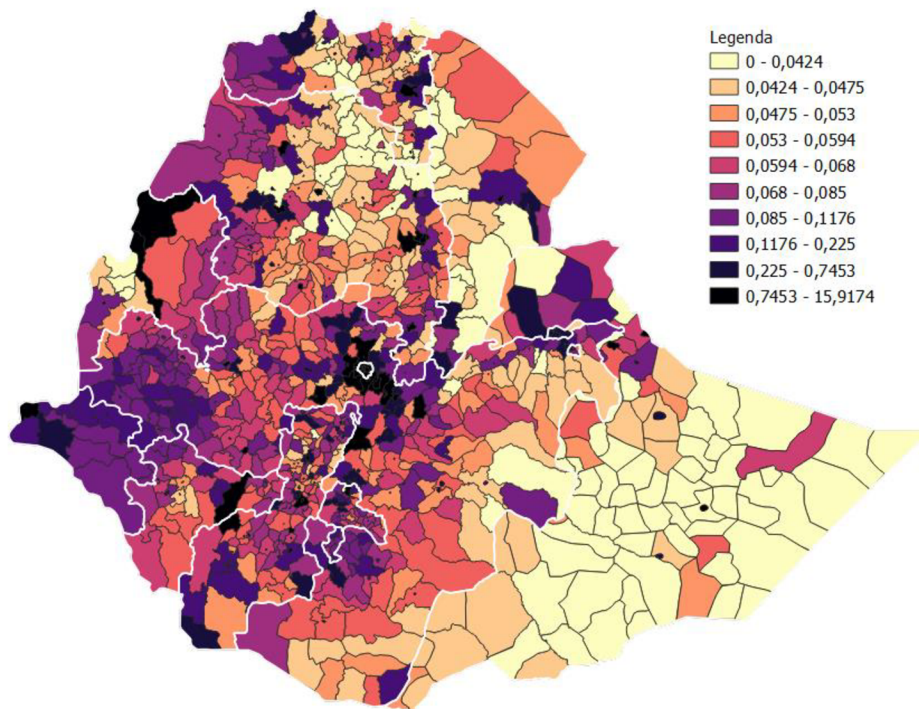 Legenda
0 - 0,0424
0,0424 - 0,0475
0,0475 - 0,053
0,053 - 0,0594
0,0594 - 0,068
0,068 - 0,085
0,085 - 0,1176
0,1176 - 0,225
0,225 - 0,7453
0,7453 - 15,9174